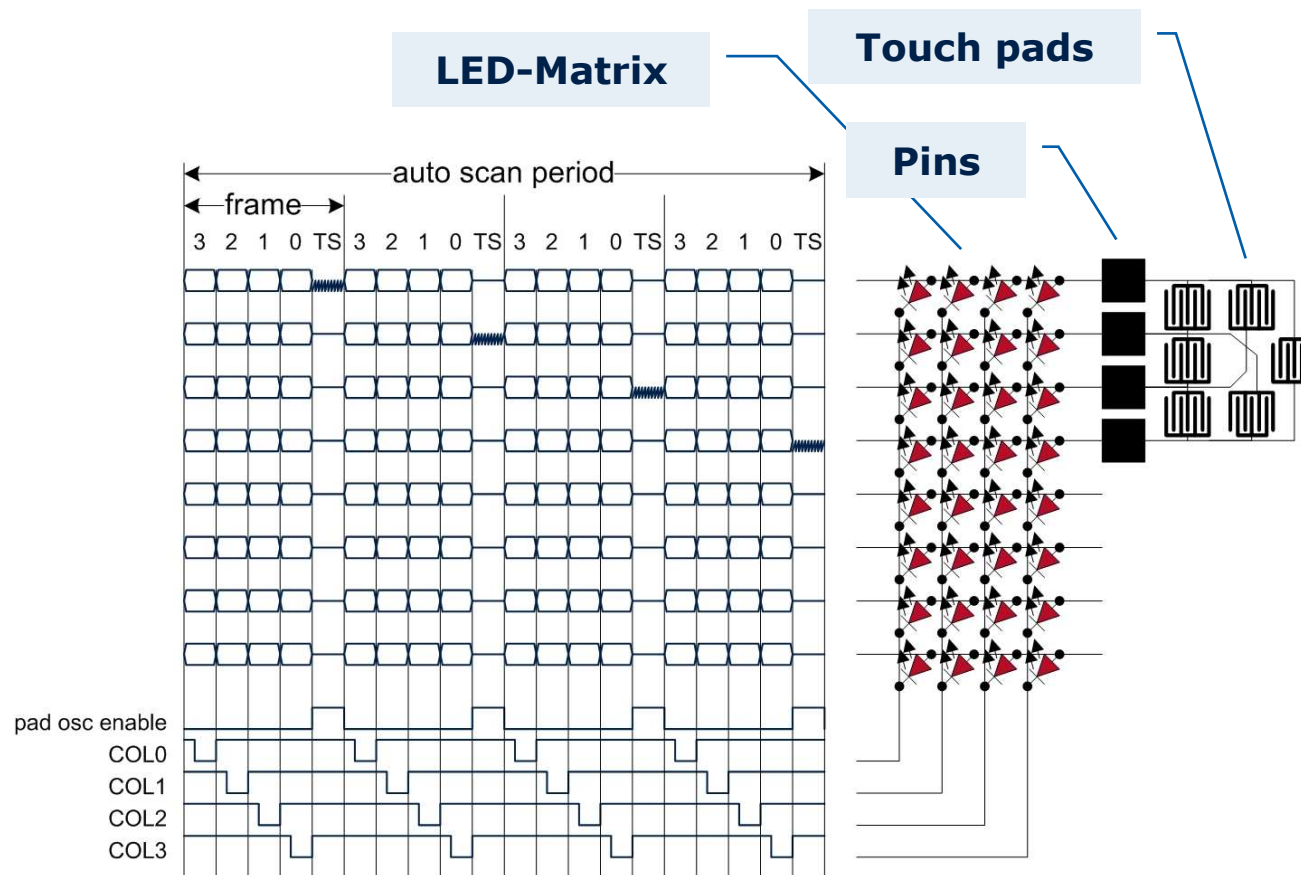 Touch pads
LED-Matrix
Pins
auto scan period
frame
3 2 1 0 TS 3 2 1 0 TS 3 2 1 0 TS 3 2 1 0 TS
pad osc enable
COL0
COL1
COL2
COL3